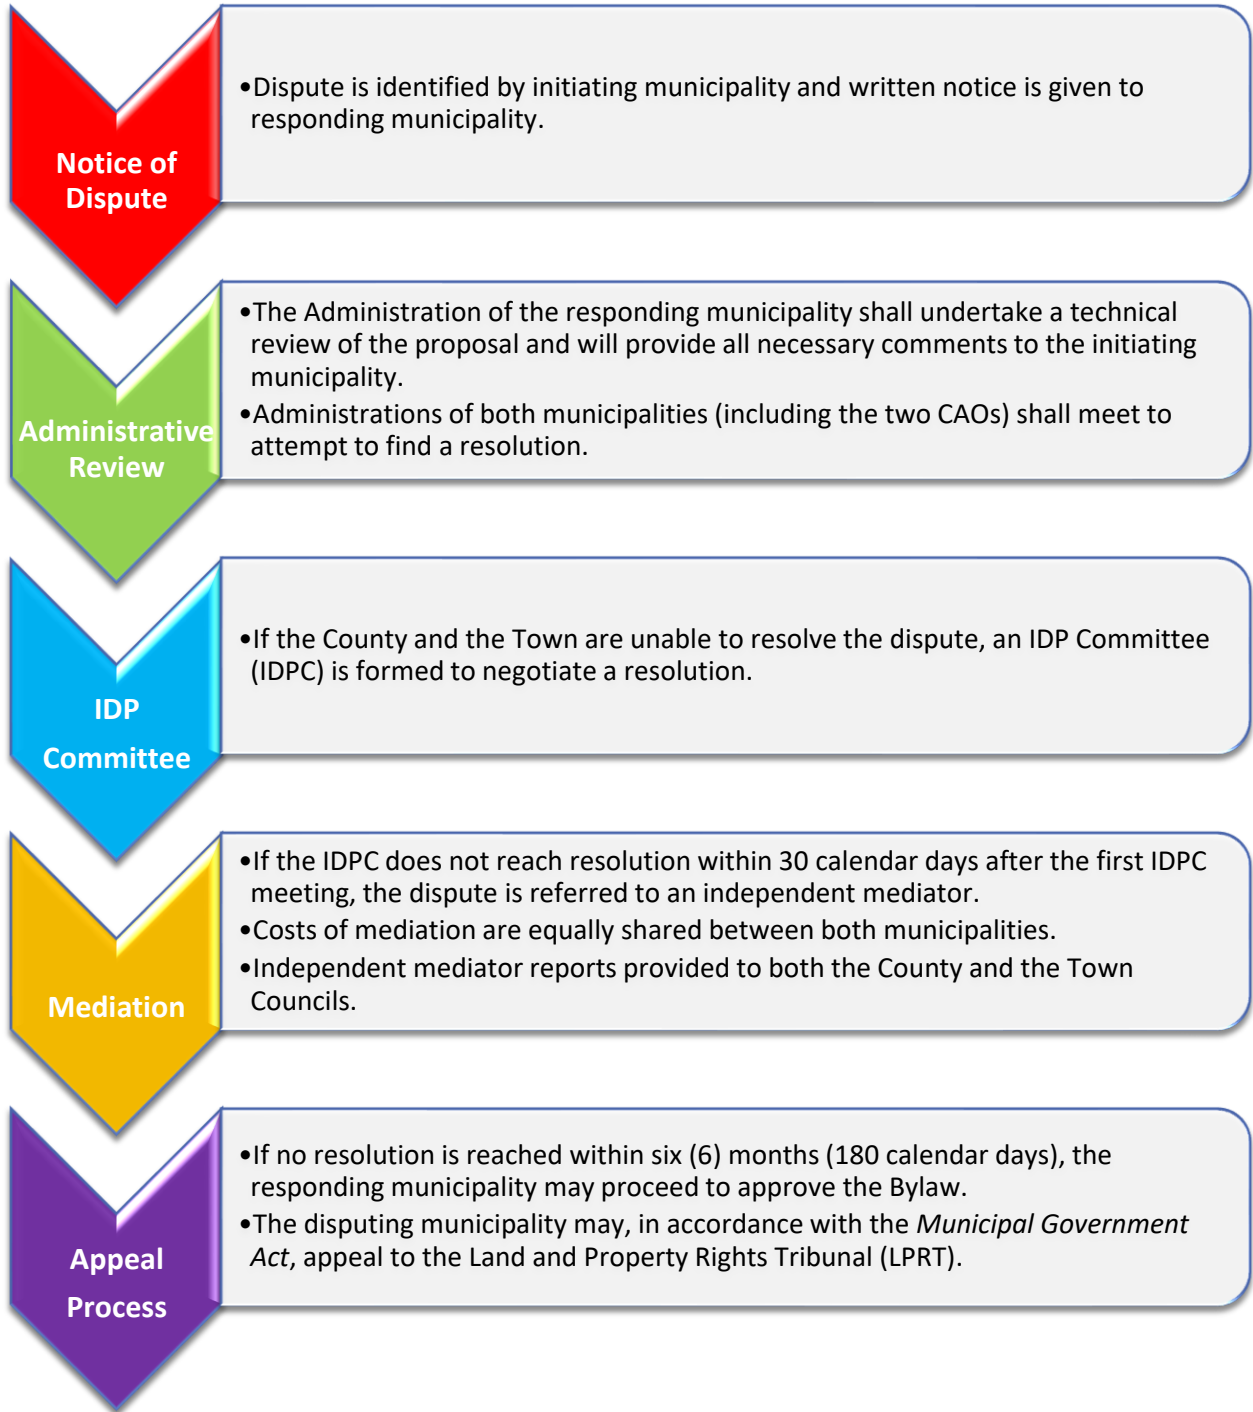 Notice of
Dispute
•Dispute is identified by initiating municipality and written notice is given to
responding municipality.
Administrative
Review
•The Administration of the responding municipality shall undertake a technical
review of the proposal and will provide all necessary comments to the initiating
municipality.
•Administrations of both municipalities (including the two CAOs) shall meet to
attempt to find a resolution.
IDP
Committee
•If the County and the Town are unable to resolve the dispute, an IDP Committee
(IDPC) is formed to negotiate a resolution.
Mediation
•If the IDPC does not reach resolution within 30 calendar days after the first IDPC
meeting, the dispute is referred to an independent mediator.
•Costs of mediation are equally shared between both municipalities.
•Independent mediator reports provided to both the County and the Town
Councils.
Appeal
Process
•If no resolution is reached within six (6) months (180 calendar days), the
responding municipality may proceed to approve the Bylaw.
•The disputing municipality may, in accordance with the Municipal Government
Act, appeal to the Land and Property Rights Tribunal (LPRT).